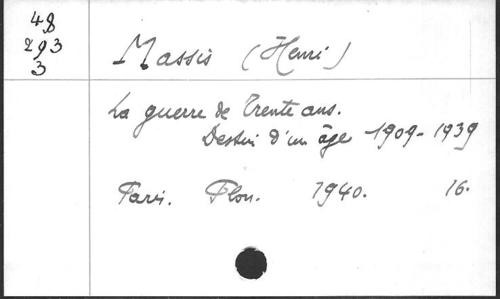 48
293
3
Massis (Henri)
La guerre de Trente ans.
Destin d'un âge 1909-1939
Paris. Plon. 1940. 16.